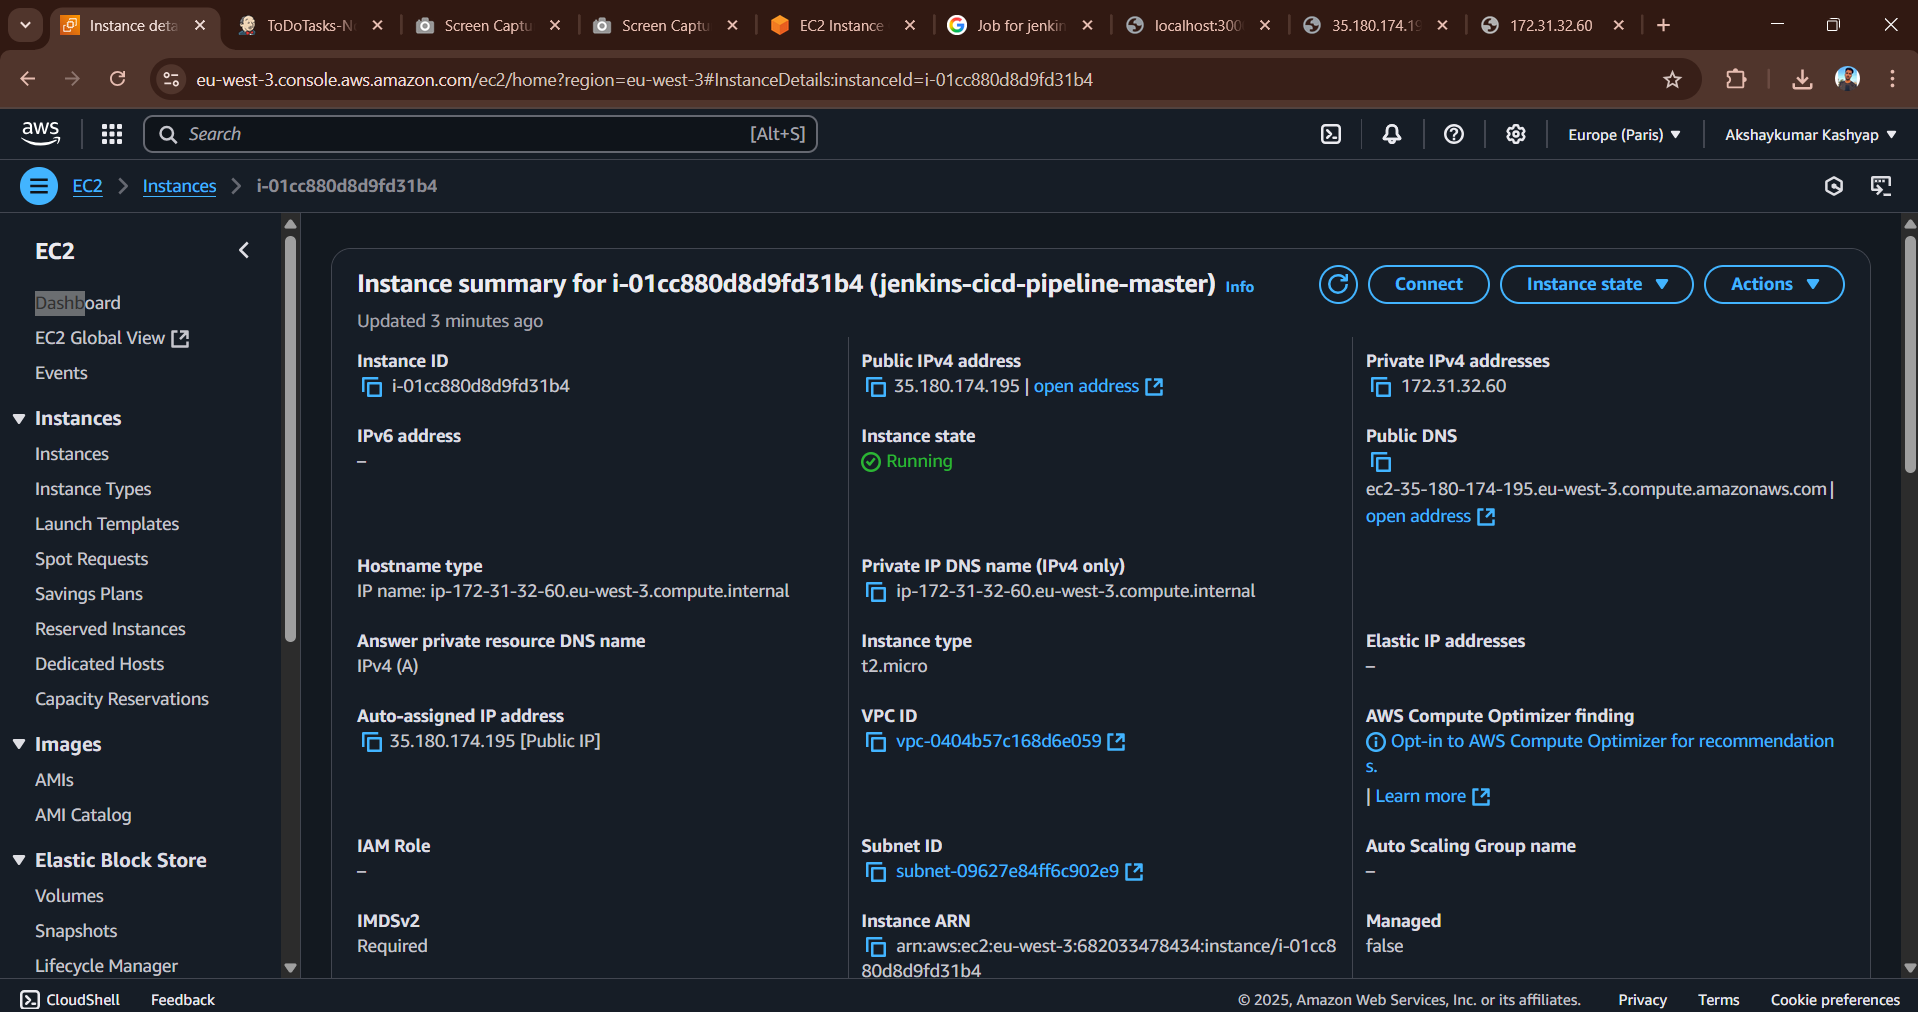 Instance deta
ToDoTasks-No
Screen Captu
Screen Captu
EC2 Instance
Job for jenkin
localhost:300
35.180.174.19
172.31.32.60
eu-west-3.console.aws.amazon.com/ec2/home?region=eu-west-3#InstanceDetails:instanceId=i-01cc880d8d9fd31b4
aws
Search
[Alt+S]
Europe (Paris)
Akshaykumar Kashyap
EC2
Instances
i-01cc880d8d9fd31b4
EC2
Dashboard
EC2 Global View
Events
Instances
Instances
Instance Types
Launch Templates
Spot Requests
Savings Plans
Reserved Instances
Dedicated Hosts
Capacity Reservations
Images
AMIs
AMI Catalog
Elastic Block Store
Volumes
Snapshots
Lifecycle Manager
Instance summary for i-01cc880d8d9fd31b4 (jenkins-cicd-pipeline-master) Info
Updated 3 minutes ago
Connect
Instance state
Actions
Instance ID
i-01cc880d8d9fd31b4
Public IPv4 address
35.180.174.195 | open address
Private IPv4 addresses
172.31.32.60
IPv6 address
–
Instance state
Running
Public DNS
ec2-35-180-174-195.eu-west-3.compute.amazonaws.com |
open address
Hostname type
IP name: ip-172-31-32-60.eu-west-3.compute.internal
Private IP DNS name (IPv4 only)
ip-172-31-32-60.eu-west-3.compute.internal
Answer private resource DNS name
IPv4 (A)
Instance type
t2.micro
Elastic IP addresses
–
Auto-assigned IP address
35.180.174.195 [Public IP]
VPC ID
vpc-0404b57c168d6e059
AWS Compute Optimizer finding
Opt-in to AWS Compute Optimizer for recommendation
s.
| Learn more
IAM Role
–
Subnet ID
subnet-09627e84ff6c902e9
Auto Scaling Group name
–
IMDSv2
Required
Instance ARN
arn:aws:ec2:eu-west-3:682033478434:instance/i-01cc8
80d8d9fd31b4
Managed
false
CloudShell
Feedback
© 2025, Amazon Web Services, Inc. or its affiliates.
Privacy
Terms
Cookie preferences